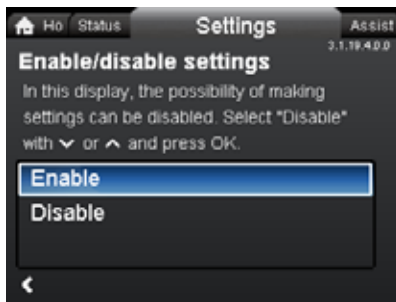 Ho Status Settings Assist
3.1.19.4.0.0
Enable/disable settings
In this display, the possibility of making
settings can be disabled. Select "Disable"
with ⌄ or ⌃ and press OK.
Enable
Disable